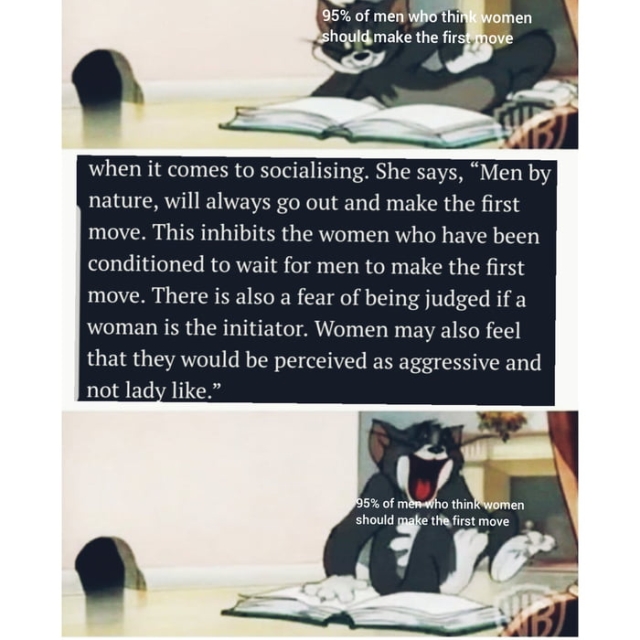 95% of men who think women
should make the first move
when it comes to socialising. She says, “Men by
nature, will always go out and make the first
move. This inhibits the women who have been
conditioned to wait for men to make the first
move. There is also a fear of being judged if a
woman is the initiator. Women may also feel
that they would be perceived as aggressive and
not lady like.”
95% of men who think women
should make the first move